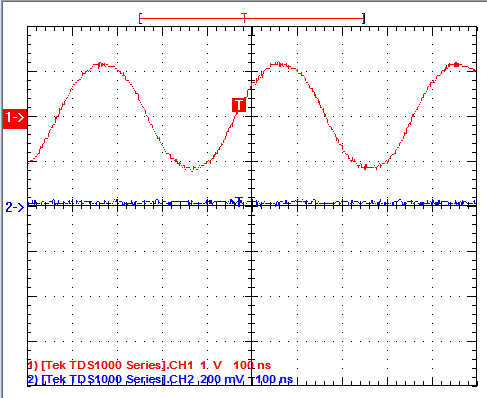 T
1->
T
2->
T
1) [Tek TDS1000 Series].CH1 1. V 100 ns
2) [Tek TDS1000 Series].CH2 200 mV 100 ns